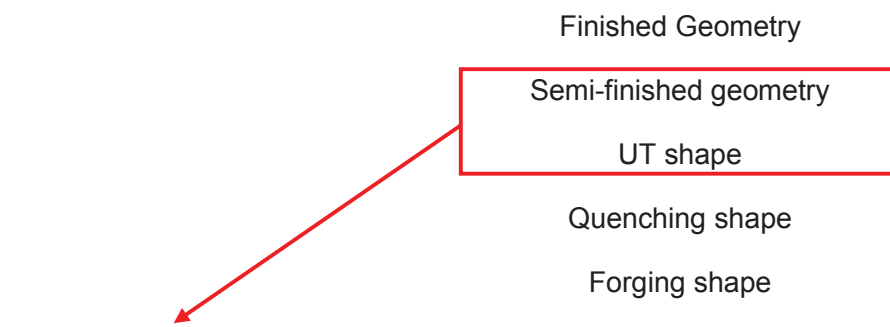 Finished Geometry
Semi-finished geometry
UT shape
Quenching shape
Forging shape